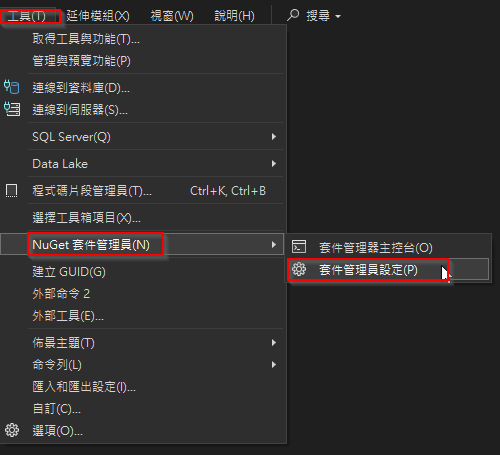 工具(T) 延伸模組(X) 視窗(W) 說明(H) 搜尋
取得工具與功能(T)...
管理與預覽功能(P)
連線到資料庫(D)...
連線到伺服器(S)...
SQL Server(Q)
Data Lake
程式碼片段管理員(T)... Ctrl+K, Ctrl+B
選擇工具箱項目(X)...
NuGet 套件管理員(N)
套件管理器主控台(O)
套件管理員設定(P)
建立 GUID(G)
外部命令 2
外部工具(E)...
佈景主題(T)
命令列(L)
匯入和匯出設定(I)...
自訂(C)...
選項(O)...